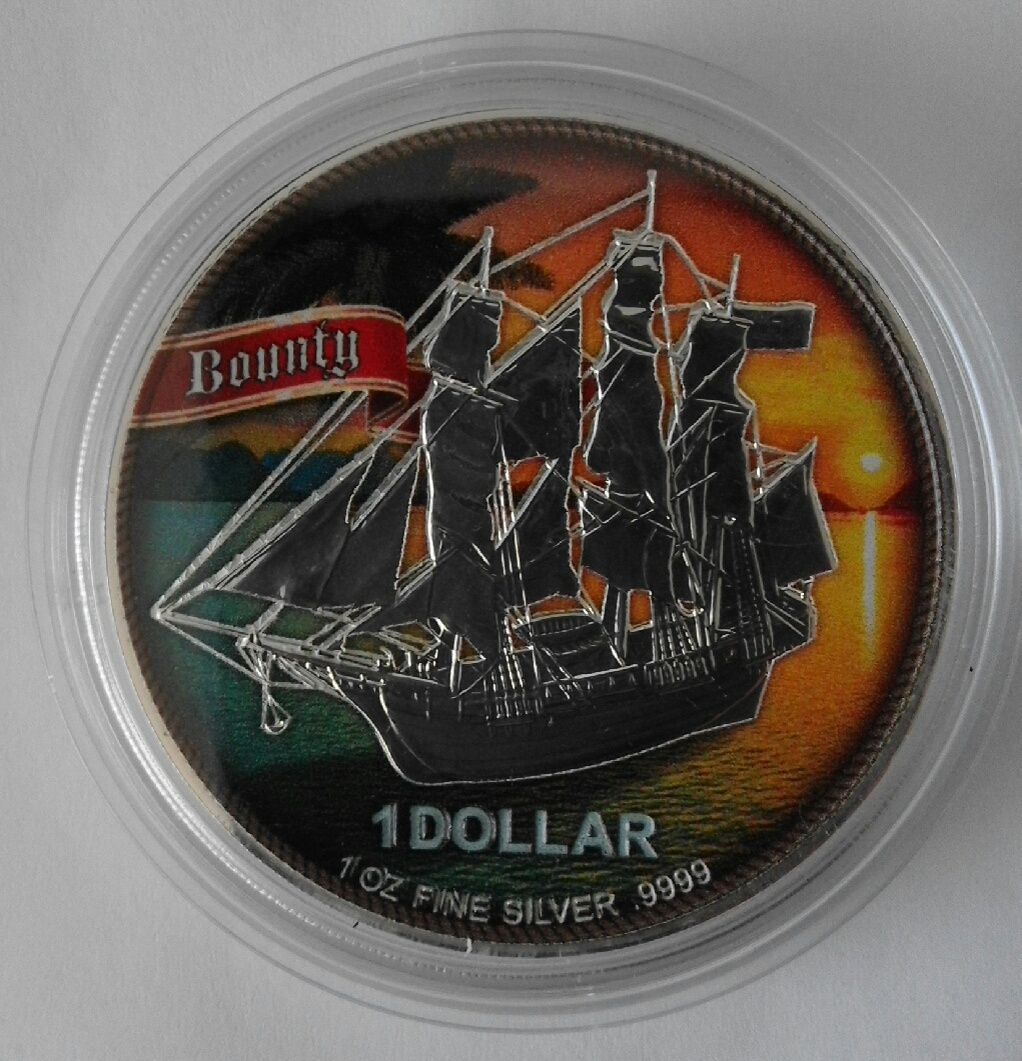 Bounty
1 DOLLAR
1 OZ FINE SILVER .9999